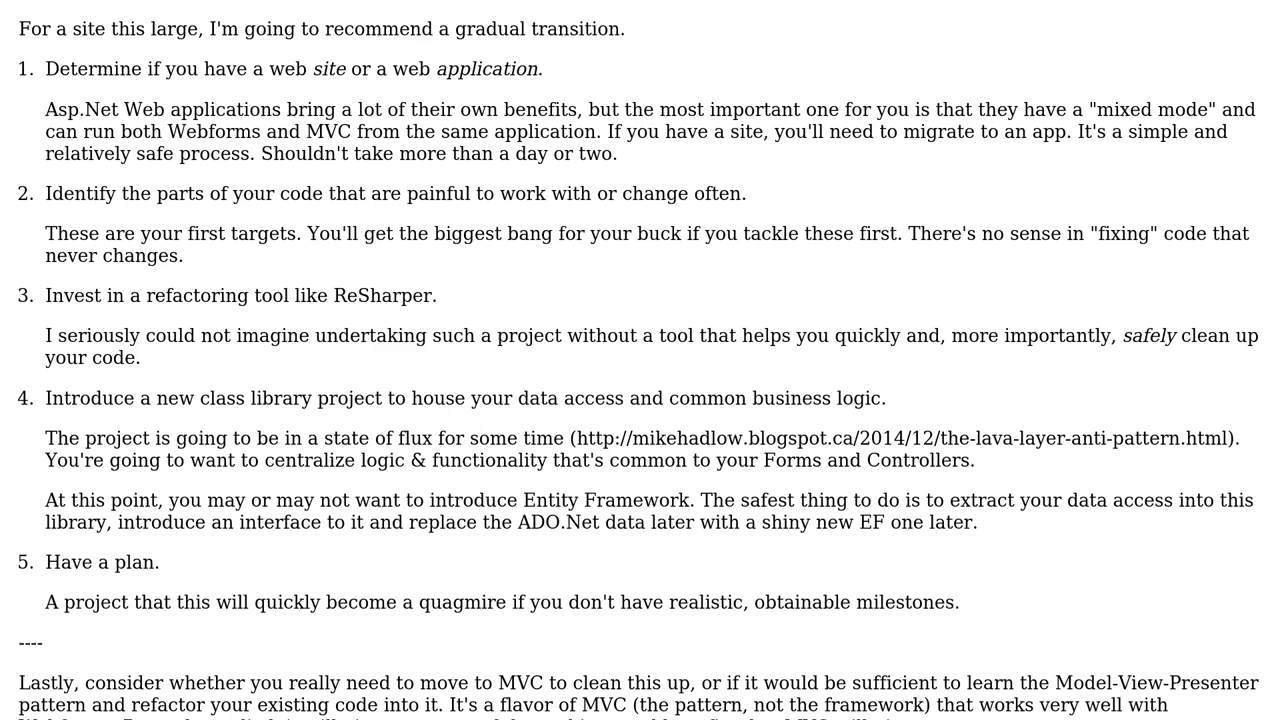 For a site this large, I'm going to recommend a gradual transition.
1. Determine if you have a web site or a web application.
Asp.Net Web applications bring a lot of their own benefits, but the most important one for you is that they have a "mixed mode" and
can run both Webforms and MVC from the same application. If you have a site, you'll need to migrate to an app. It's a simple and
relatively safe process. Shouldn't take more than a day or two.
2. Identify the parts of your code that are painful to work with or change often.
These are your first targets. You'll get the biggest bang for your buck if you tackle these first. There's no sense in "fixing" code that
never changes.
3. Invest in a refactoring tool like ReSharper.
I seriously could not imagine undertaking such a project without a tool that helps you quickly and, more importantly, safely clean up
your code.
4. Introduce a new class library project to house your data access and common business logic.
The project is going to be in a state of flux for some time (http://mikehadlow.blogspot.ca/2014/12/the-lava-layer-anti-pattern.html).
You're going to want to centralize logic & functionality that's common to your Forms and Controllers.
At this point, you may or may not want to introduce Entity Framework. The safest thing to do is to extract your data access into this
library, introduce an interface to it and replace the ADO.Net data later with a shiny new EF one later.
5. Have a plan.
A project that this will quickly become a quagmire if you don't have realistic, obtainable milestones.
----
Lastly, consider whether you really need to move to MVC to clean this up, or if it would be sufficient to learn the Model-View-Presenter
pattern and refactor your existing code into it. It's a flavor of MVC (the pattern, not the framework) that works very well with